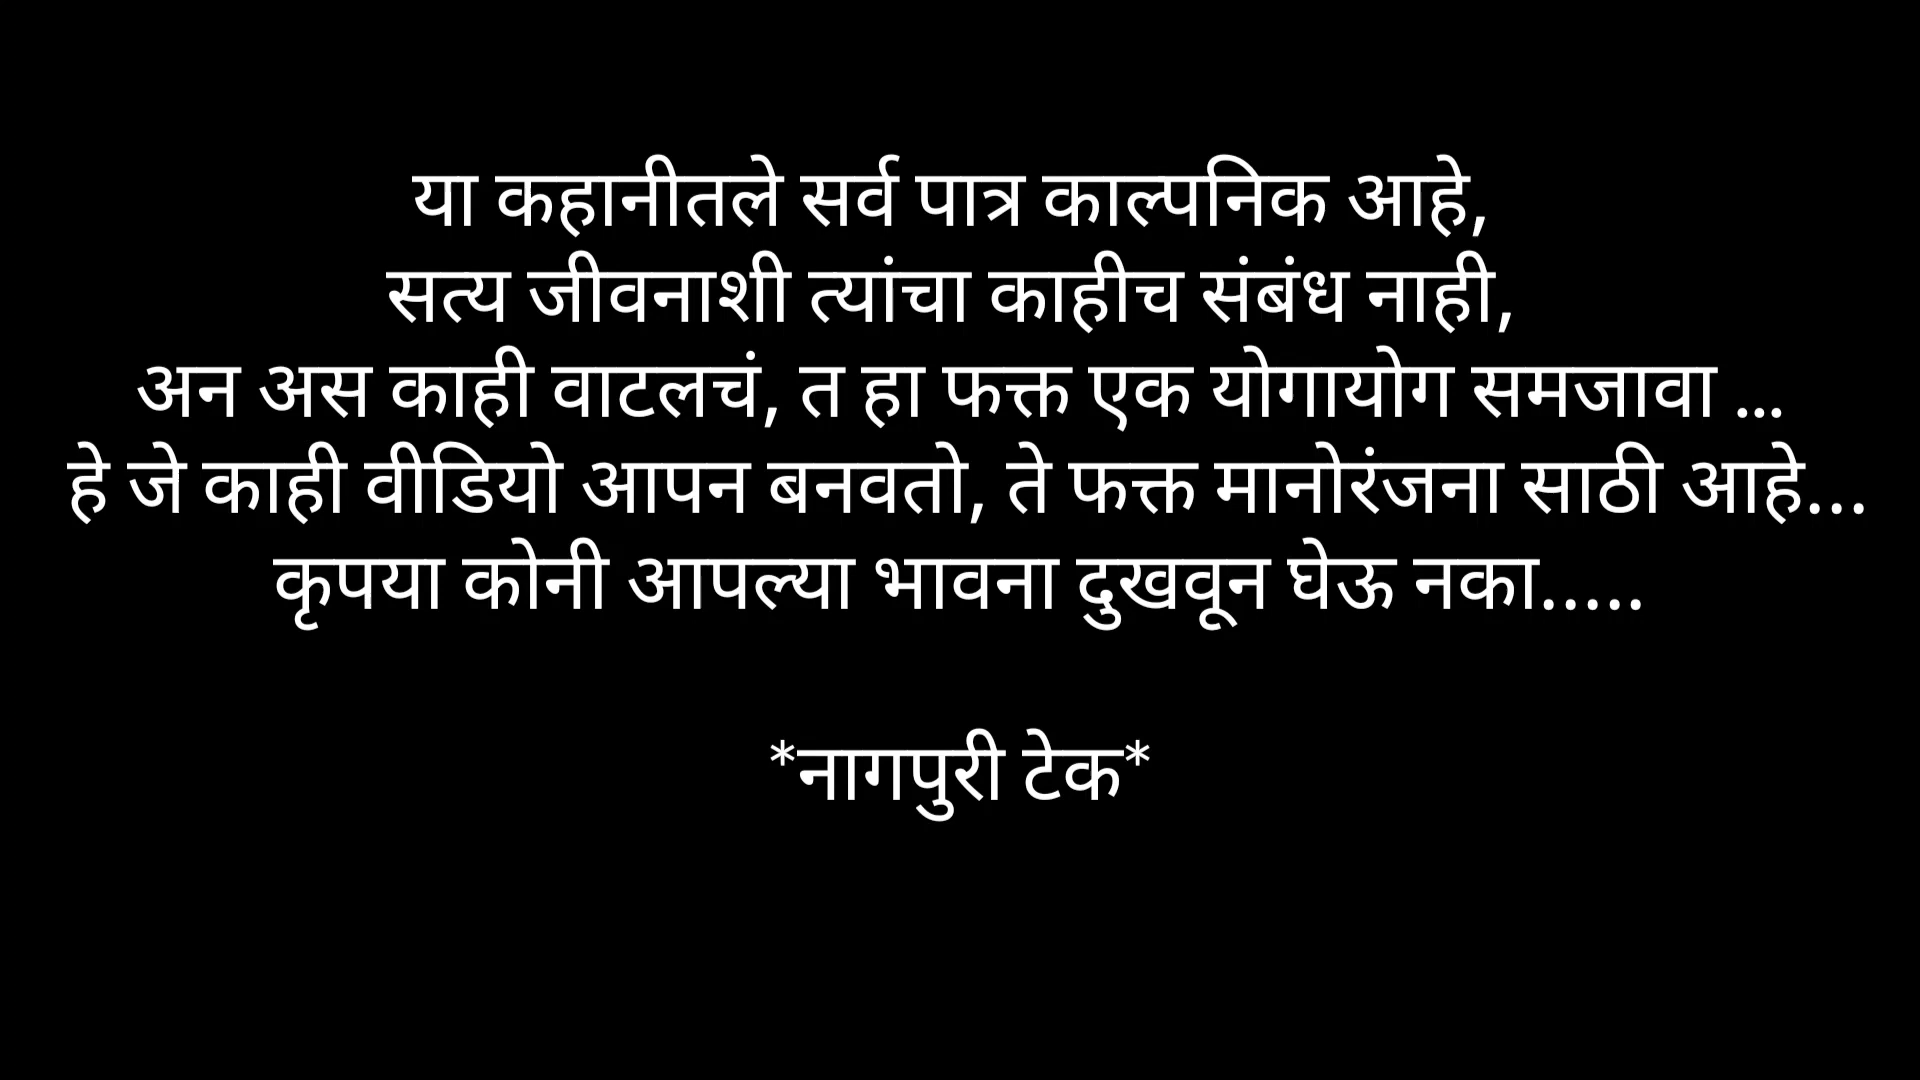 या कहानीतले सर्व पात्र काल्पनिक आहे,
सत्य जीवनाशी त्यांचा काहीच संबंध नाही,
अन अस काही वाटलचं, त हा फक्त एक योगायोग समजावा ...
हे जे काही वीडियो आपन बनवतो, ते फक्त मानोरंजना साठी आहे...
कृपया कोनी आपल्या भावना दुखवून घेऊ नका.....
*नागपुरी टेक*